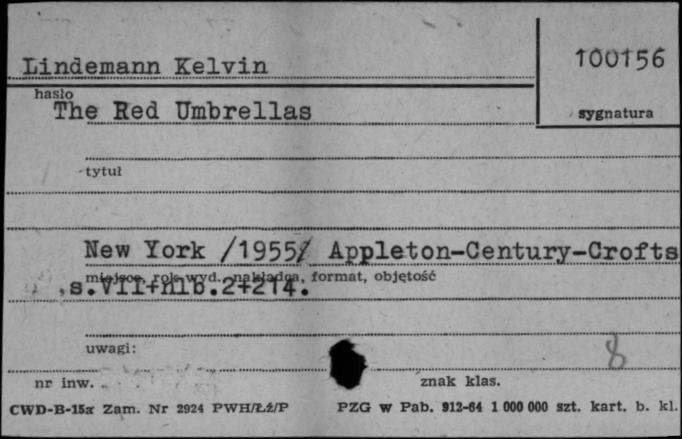 Lindemann Kelvin
100156
hasło
The Red Umbrellas
sygnatura
tytuł
New York /1955/ Appleton-Century-Crofts
miejsce, rok wyd., nakładca, format, objętość
s.VII+nlb.2+214.
uwagi:
8
nr inw.
znak klas.
CWD-B-15a Zam. Nr 2924 PWH/Łź/P
PZG w Pab. 912-64 1 000 000 szt. kart. b. kl.